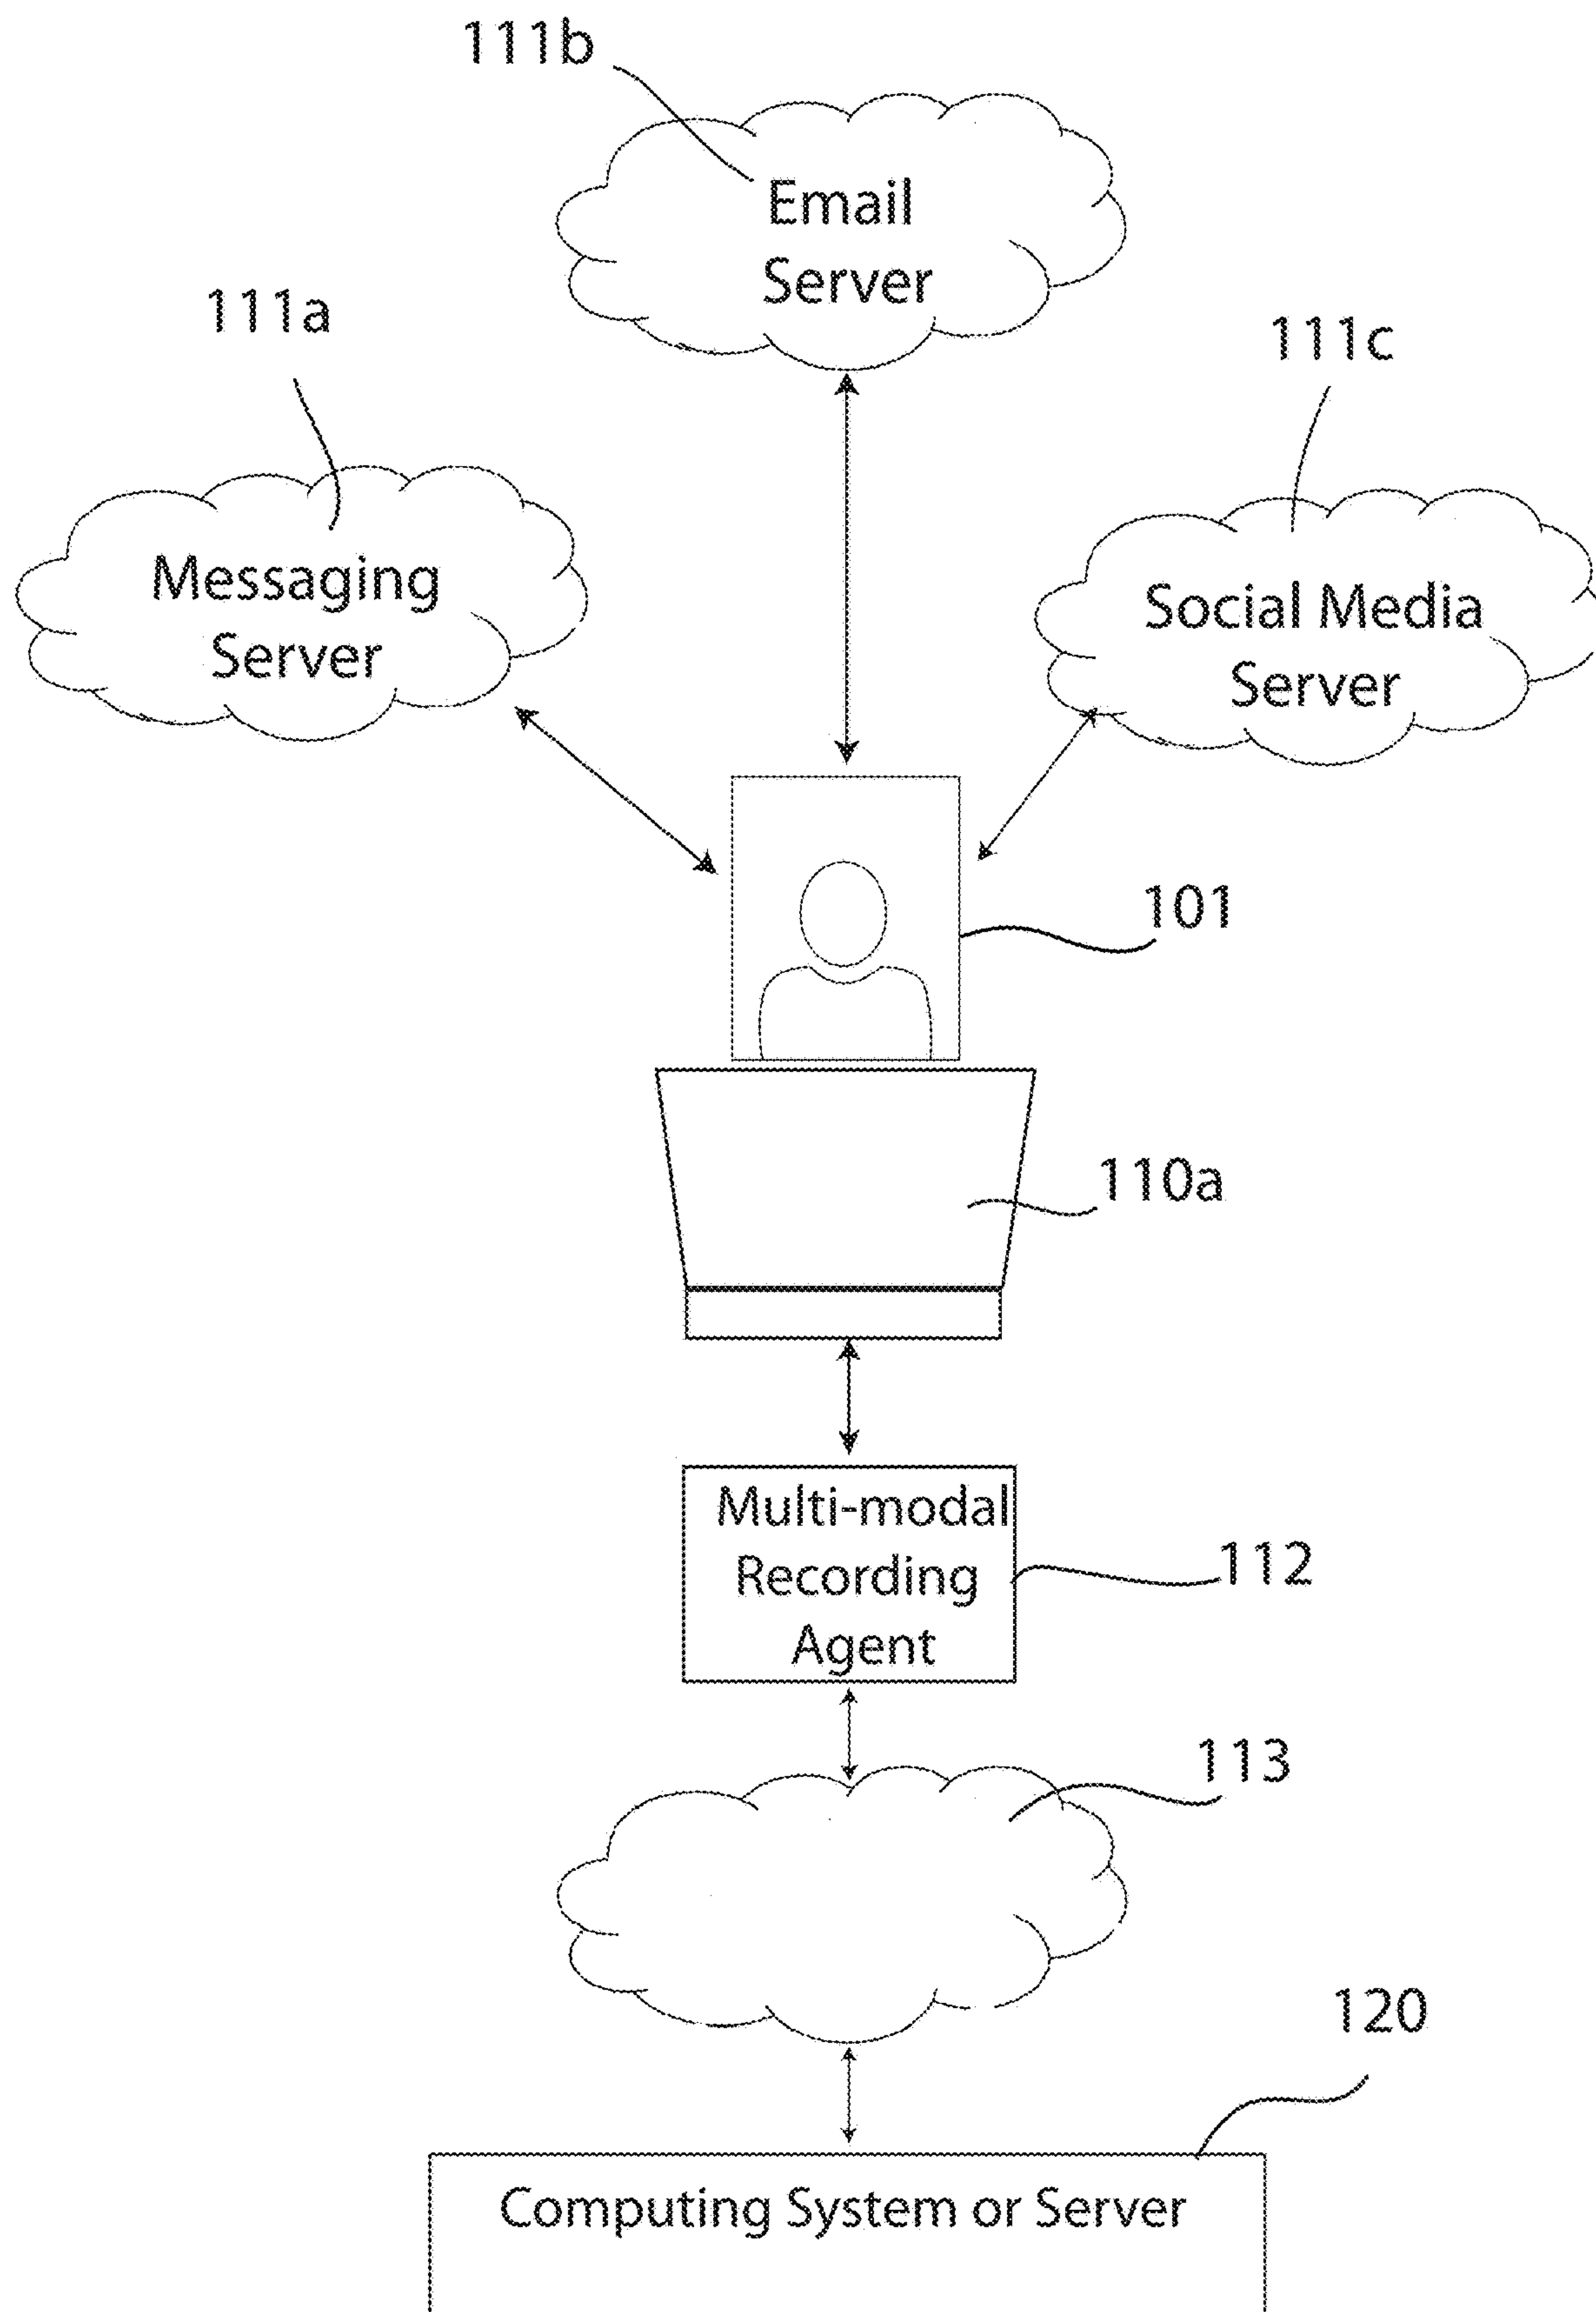 111b
Email
Server
111a
111c
Messaging
Server
Social Media
Server
101
110a
Multi-modal
Recording
Agent
112
113
120
Computing System or Server